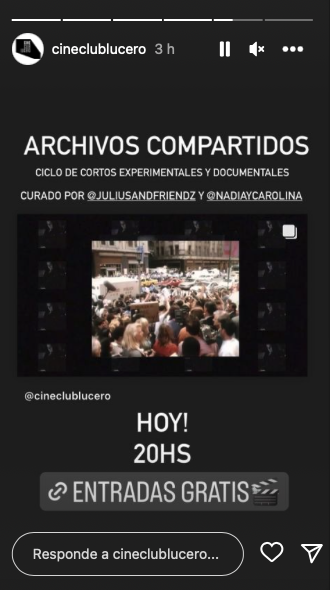 cineclublucero 3 h
ARCHIVOS COMPARTIDOS
CICLO DE CORTOS EXPERIMENTALES Y DOCUMENTALES
CURADO POR @JULIUSANDFRIENDZ Y @NADIAYCAROLINA
@cineclublucero
HOY!
20HS
ENTRADAS GRATIS
Responde a cineclublucero...